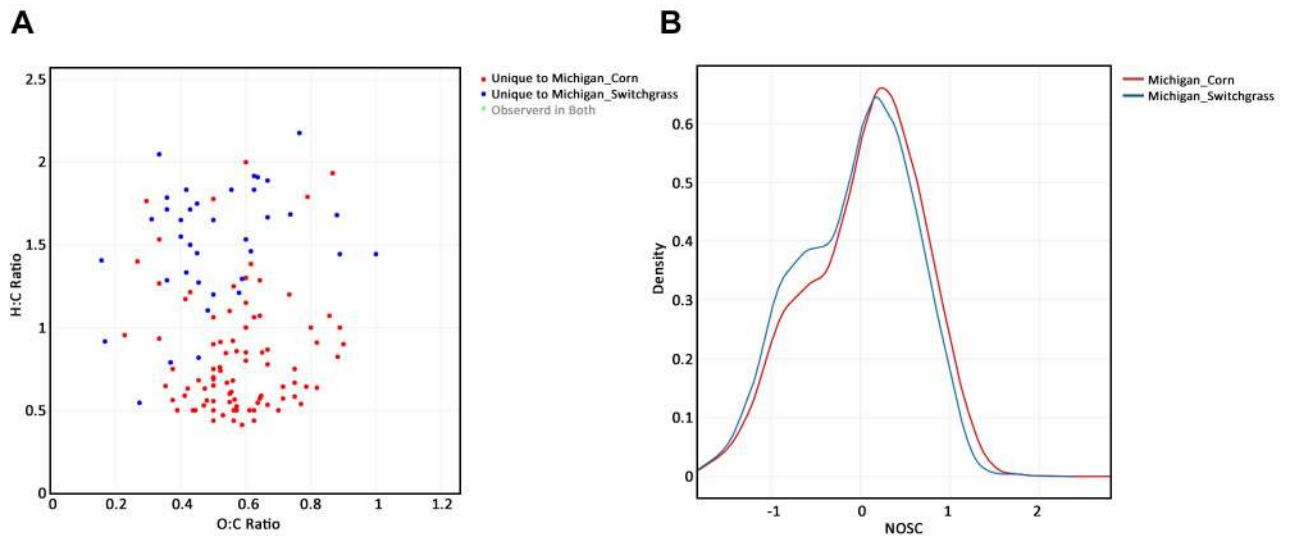 A
B
2.5
2
1.5
1
0.5
0
H:C Ratio
0
0.2
0.4
0.6
0.8
1
1.2
O:C Ratio
Unique to Michigan_Corn
Unique to Michigan_Switchgrass
Observerd in Both
0.6
0.5
0.4
0.3
0.2
0.1
0
Density
-1
0
1
2
NOSC
Michigan_Corn
Michigan_Switchgrass